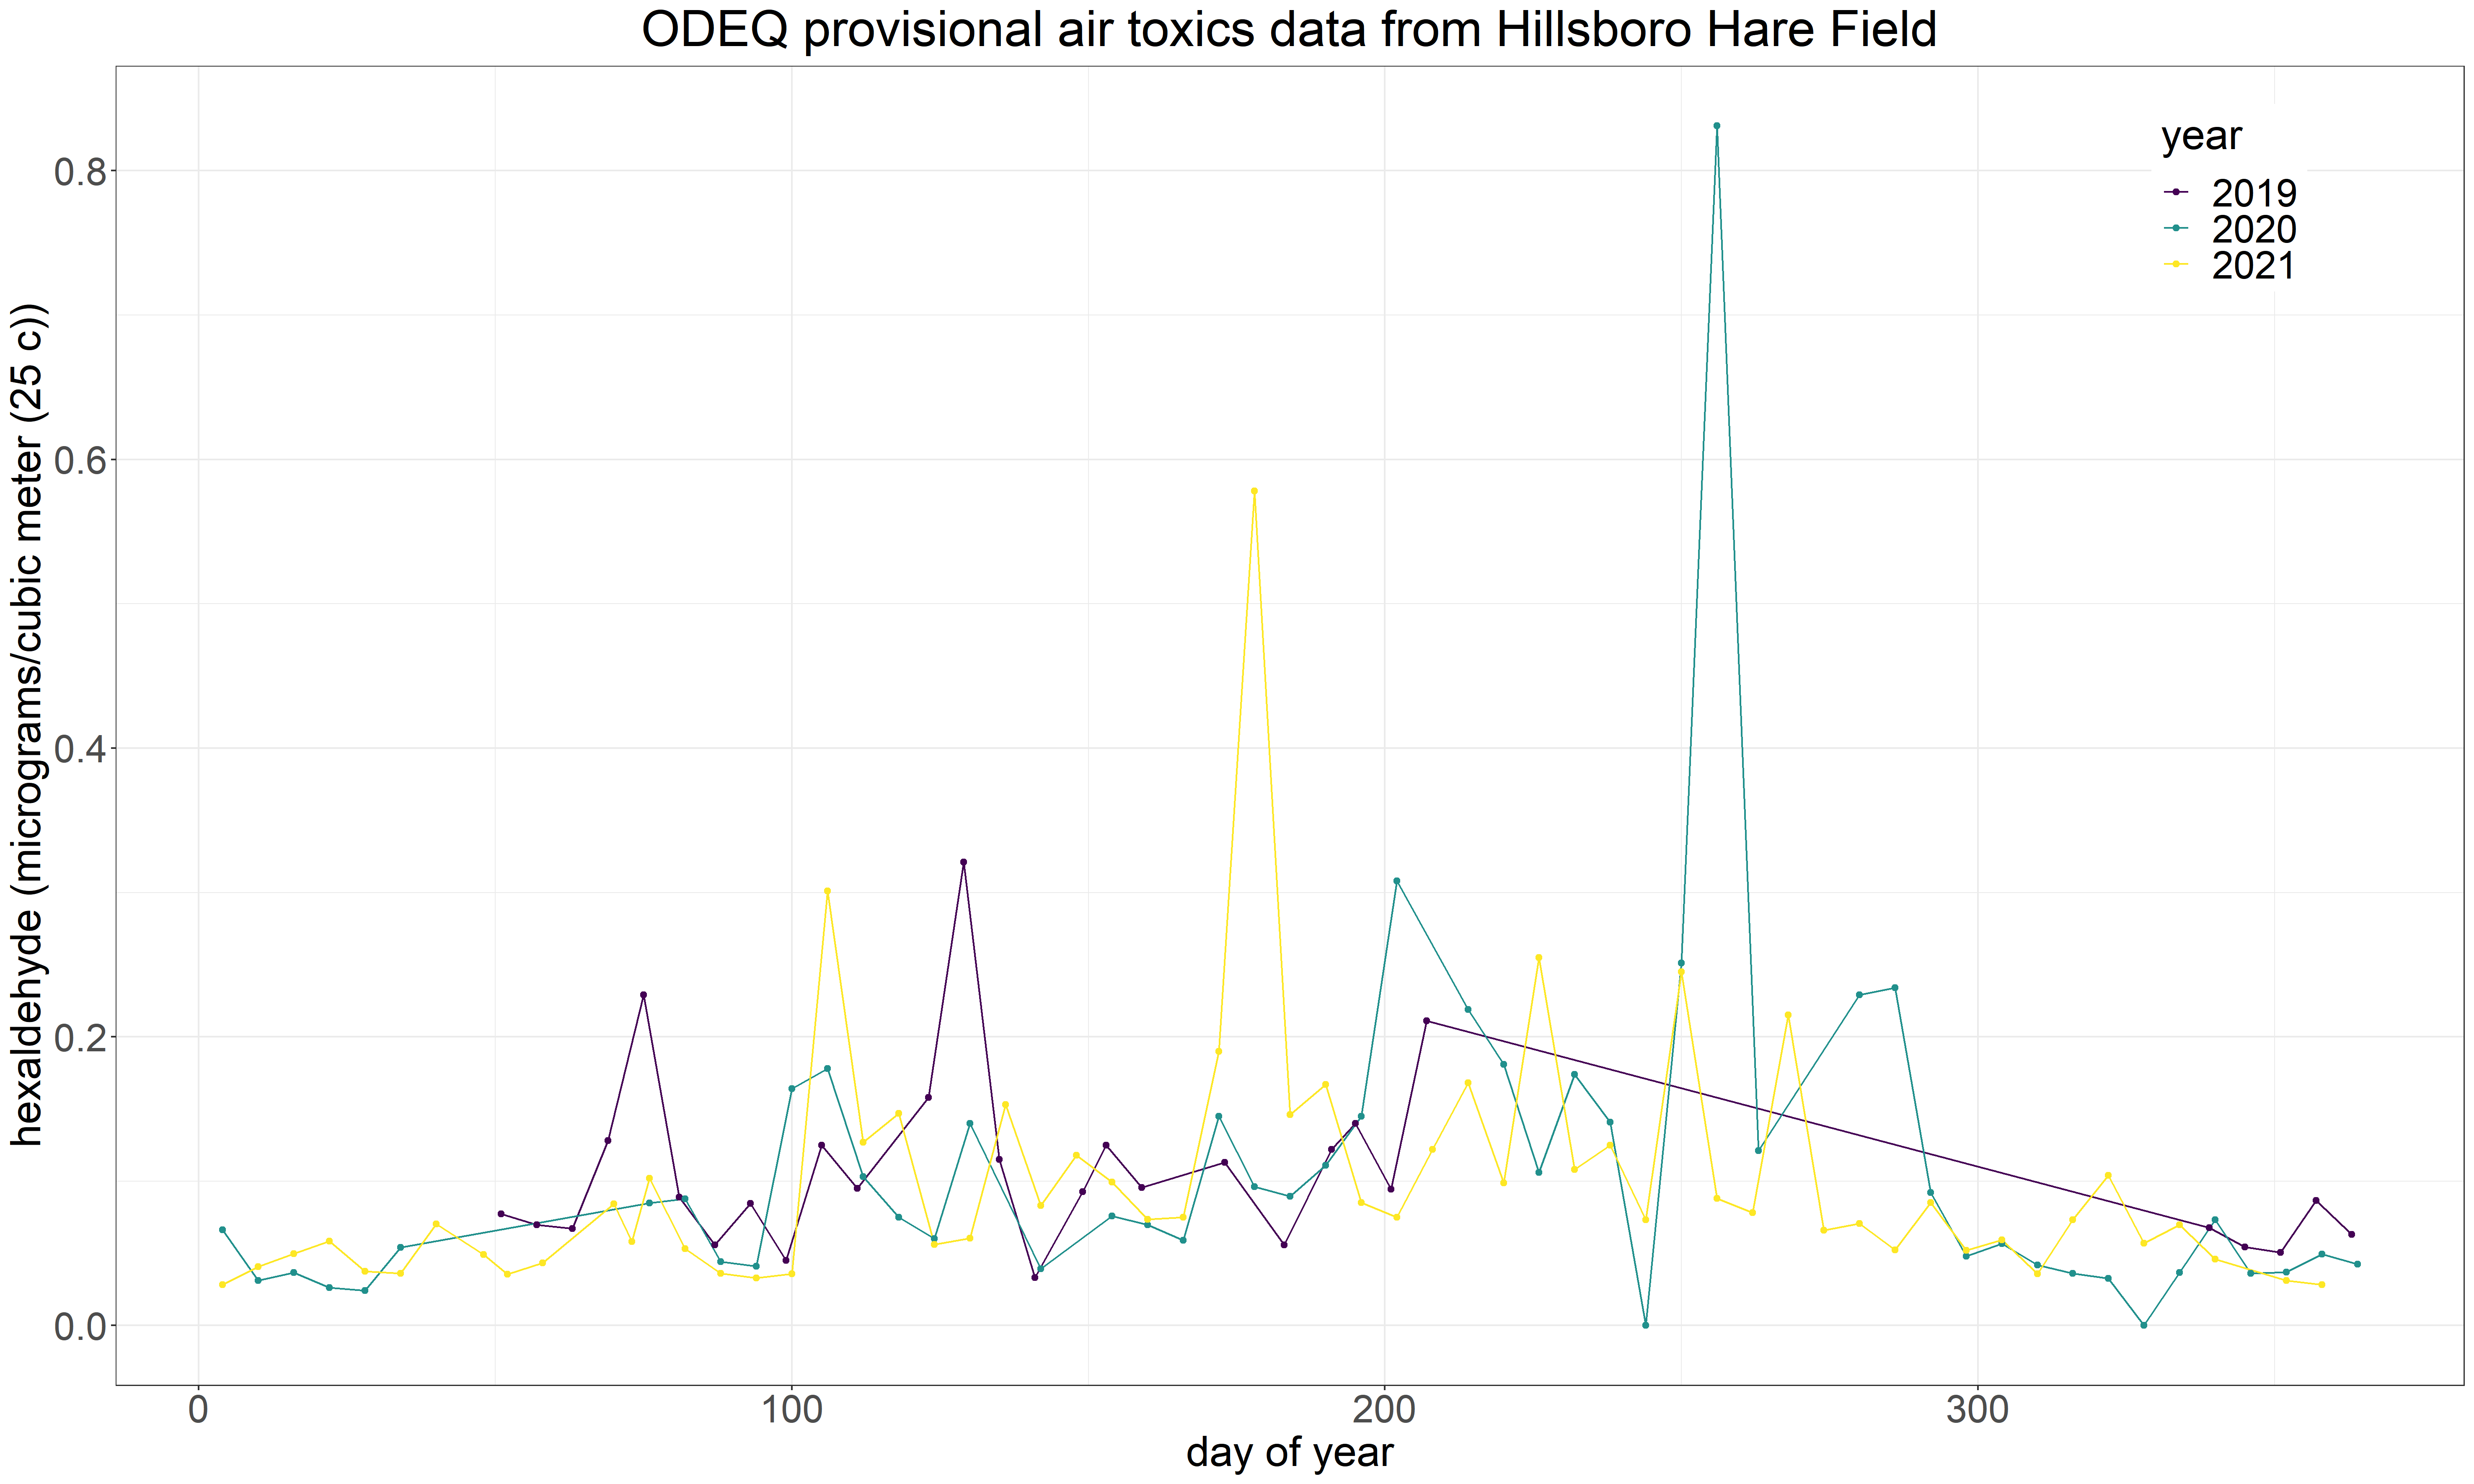 ODEQ provisional air toxics data from Hillsboro Hare Field
hexaldehyde (micrograms/cubic meter (25 c))
0.8
0.6
0.4
0.2
0.0
year
2019
2020
2021
0 100 200 300
day of year